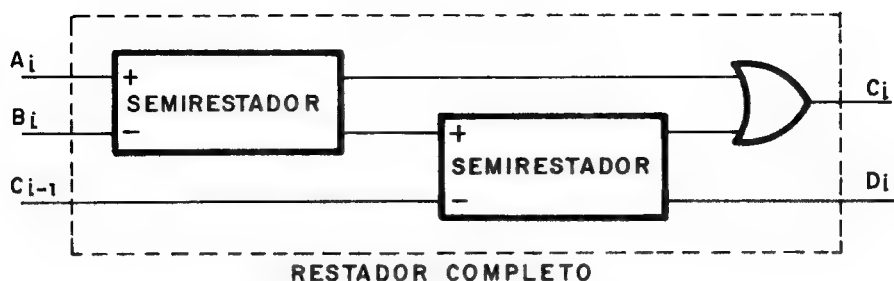 Ai
+
SEMIRESTADOR
Bi
−
Ci
+
SEMIRESTADOR
Ci-1
−
Di
RESTADOR COMPLETO